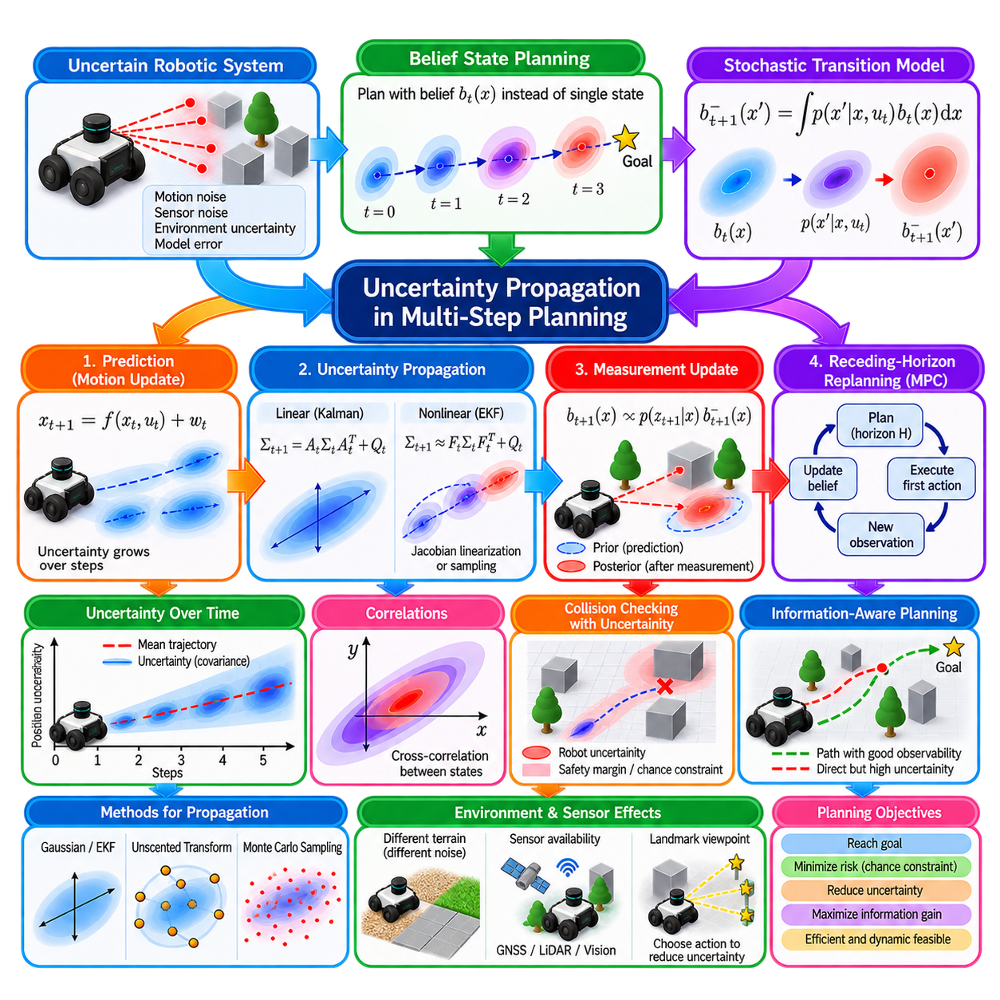 Uncertain Robotic System
Motion noise
Sensor noise
Environment uncertainty
Model error
Belief State Planning
Plan with belief b_t(x) instead of single state
t = 0
t = 1
t = 2
t = 3
Goal
Stochastic Transition Model
b⁻_{t+1}(x′) = ∫p(x′|x, u_t)b_t(x)dx
b_t(x)
p(x′|x, u_t)
b⁻_{t+1}(x′)
Uncertainty Propagation
in Multi-Step Planning
1. Prediction
(Motion Update)
x_{t+1} = f(x_t, u_t) + w_t
Uncertainty grows
over steps
2. Uncertainty Propagation
Linear (Kalman)
Σ_{t+1} = A_tΣ_tA_t^T + Q_t
Nonlinear (EKF)
Σ_{t+1} ≈ F_tΣ_tF_t^T + Q_t
Jacobian linearization
or sampling
3. Measurement Update
b_{t+1}(x) ∝ p(z_{t+1}|x) b⁻_{t+1}(x)
Prior (prediction)
Posterior (after measurement)
4. Receding-Horizon
Replanning (MPC)
Plan
(horizon H)
Execute
first action
New
observation
Update
belief
Uncertainty Over Time
Mean trajectory
Uncertainty (covariance)
0 1 2 3 4 5
Steps
Correlations
y
x
Cross-correlation
between states
Collision Checking
with Uncertainity
Robot uncertainty
Safety margin / chance constraint
Information-Aware Planning
Goal
Path with good observability
Direct but high uncertainity
Methods for Propagation
Gaussian / EKF
Unscented Transform
Monte Carlo Sampling
Environment & Sensor Effects
Different terrain
(different noise)
Sensor availability
GNSS / LiDAR / Vision
Landmark viewpoint
Choose action to
reduce uncertainty
Planning Objectives
Reach goal
Minimize risk (chance constraint)
Reduce uncertainty
Maximize information gain
Efficient and dynamic feasible